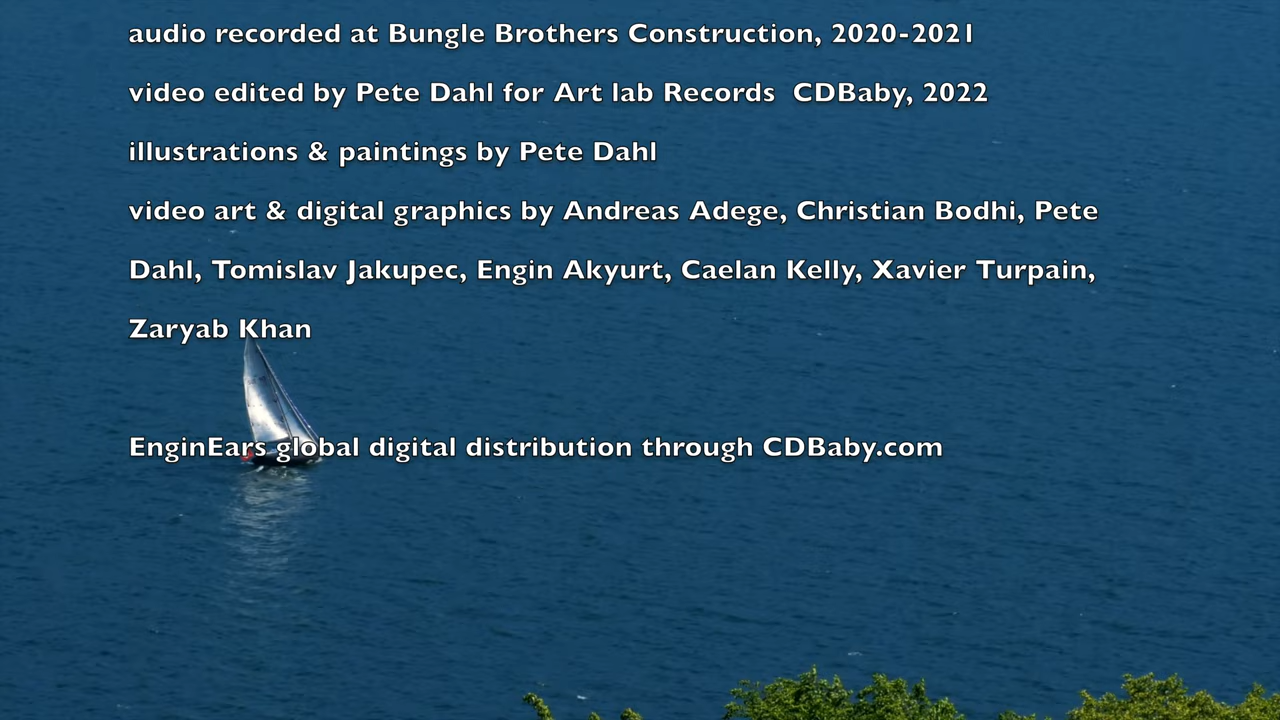 audio recorded at Bungle Brothers Construction, 2020-2021
video edited by Pete Dahl for Art lab Records  CDBaby, 2022
illustrations & paintings by Pete Dahl
video art & digital graphics by Andreas Adege, Christian Bodhi, Pete
Dahl, Tomislav Jakupec, Engin Akyurt, Caelan Kelly, Xavier Turpain,
Zaryab Khan
EnginEars global digital distribution through CDBaby.com